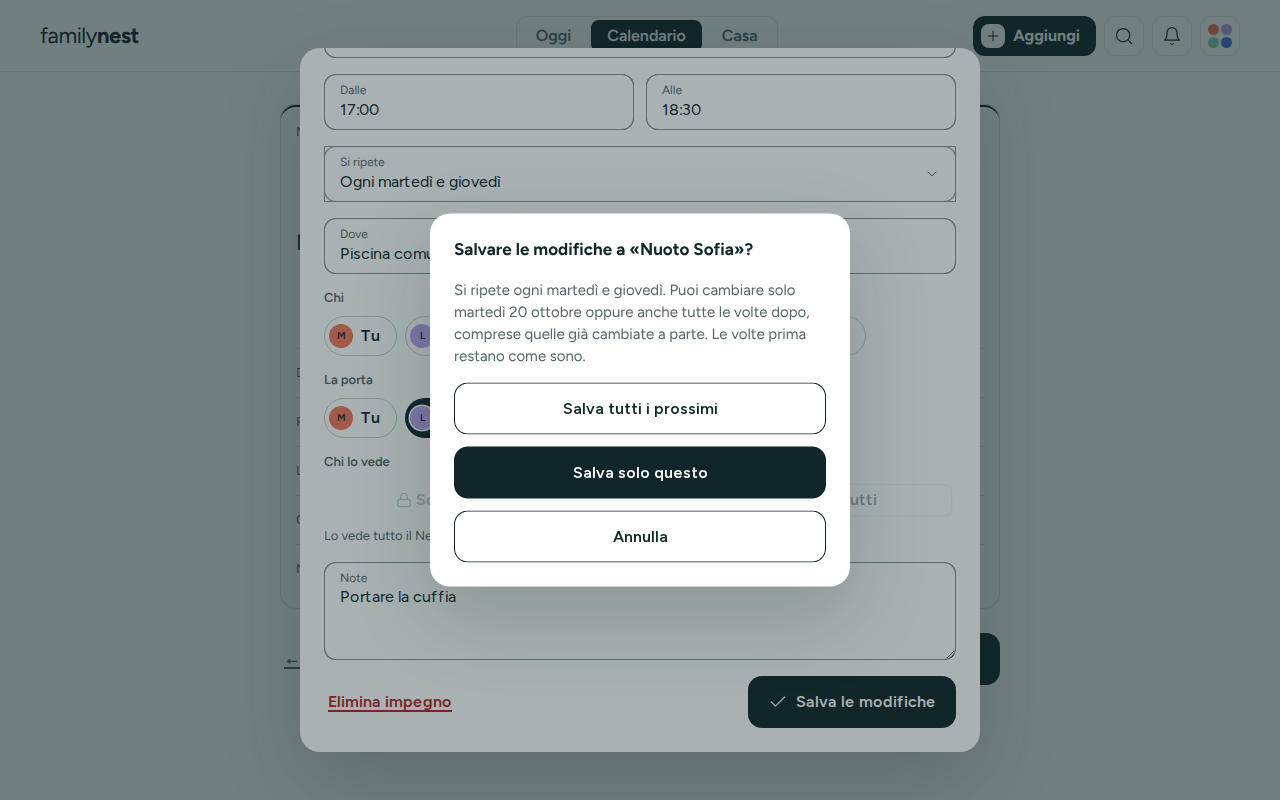 familynest
Oggi
Calendario
Casa
Aggiungi
Dalle
17:00
Alle
18:30
Si ripete
Ogni martedì e giovedì
Dove
Piscina
Chi
M Tu
L
La porta
M Tu
L
Chi lo vede
Lo vede tutto il
Salvare le modifiche a «Nuoto Sofia»?
Si ripete ogni martedì e giovedì. Puoi cambiare solo
martedì 20 ottobre oppure anche tutte le volte dopo,
comprese quelle già cambiate a parte. Le volte prima
restano come sono.
Salva tutti i prossimi
Salva solo questo
Annulla
Note
Portare la cuffia
Elimina impegno
Salva le modifiche